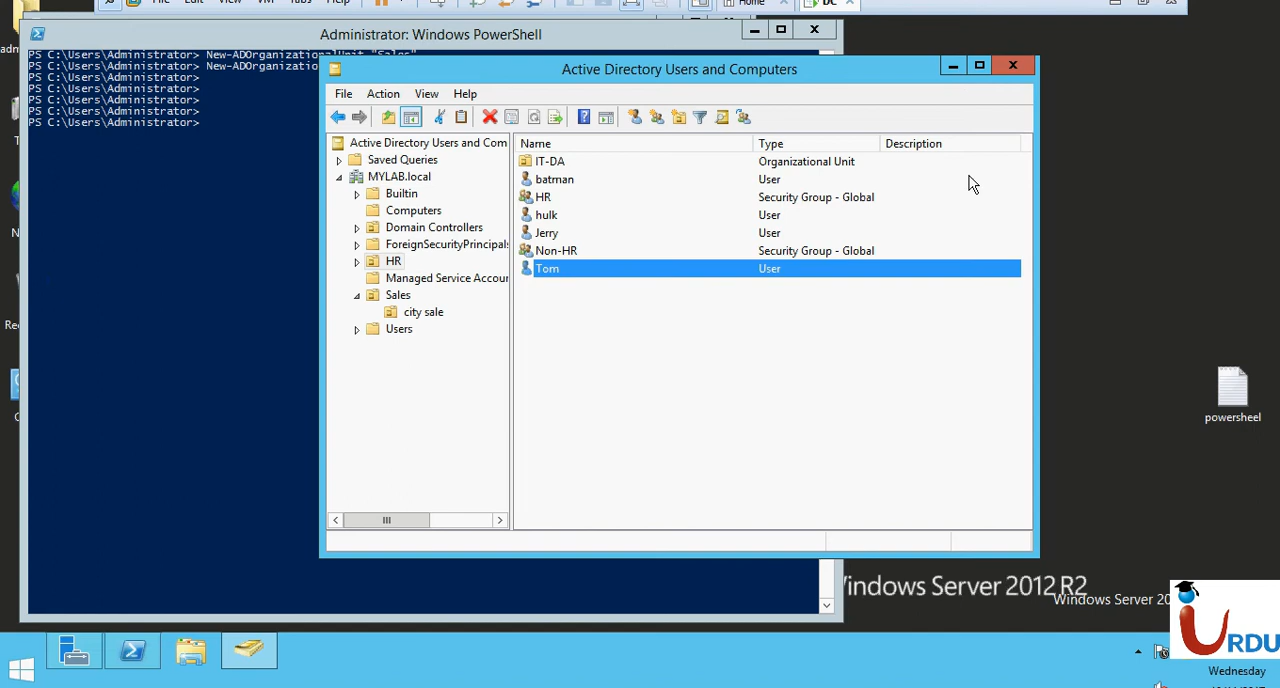 Home
DC
Administrator: Windows PowerShell
PS C:\Users\Administrator> New-ADOrganizationalUnit "Sales"
PS C:\Users\Administrator> New-ADOrganizatio
PS C:\Users\Administrator>
PS C:\Users\Administrator>
PS C:\Users\Administrator>
PS C:\Users\Administrator>
PS C:\Users\Administrator>
Active Directory Users and Computers
File Action View Help
Active Directory Users and Com
Saved Queries
MYLAB.local
Builtin
Computers
Domain Controllers
ForeignSecurityPrincipals
HR
Managed Service Accour
Sales
city sale
Users
Name Type Description
IT-DA Organizational Unit
batman User
HR Security Group - Global
hulk User
Jerry User
Non-HR Security Group - Global
Tom User
powersheel
Windows Server 2012 R2
Windows Server 20
URDU
Wednesday